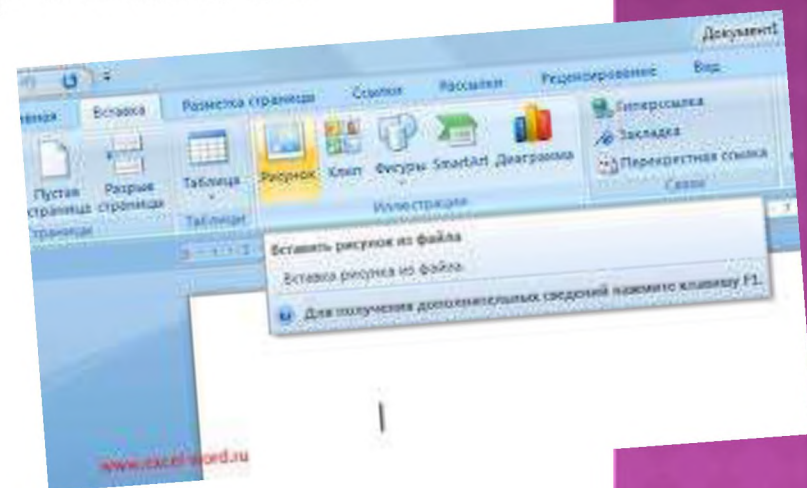 Документ1
Вставка Разметка страницы Ссылки Рассылки Рецензирование Вид
Пустая страница
Разрыв страницы
Таблица
Рисунок
Клип
Фигуры
SmartArt
Диаграмма
Гиперссылка
Закладка
Перекрестная ссылка
Таблицы
Иллюстрации
Связи
Вставить рисунок из файла
Вставка рисунка из файла.
Для получения дополнительных сведений нажмите клавишу F1.
www.excel-word.ru